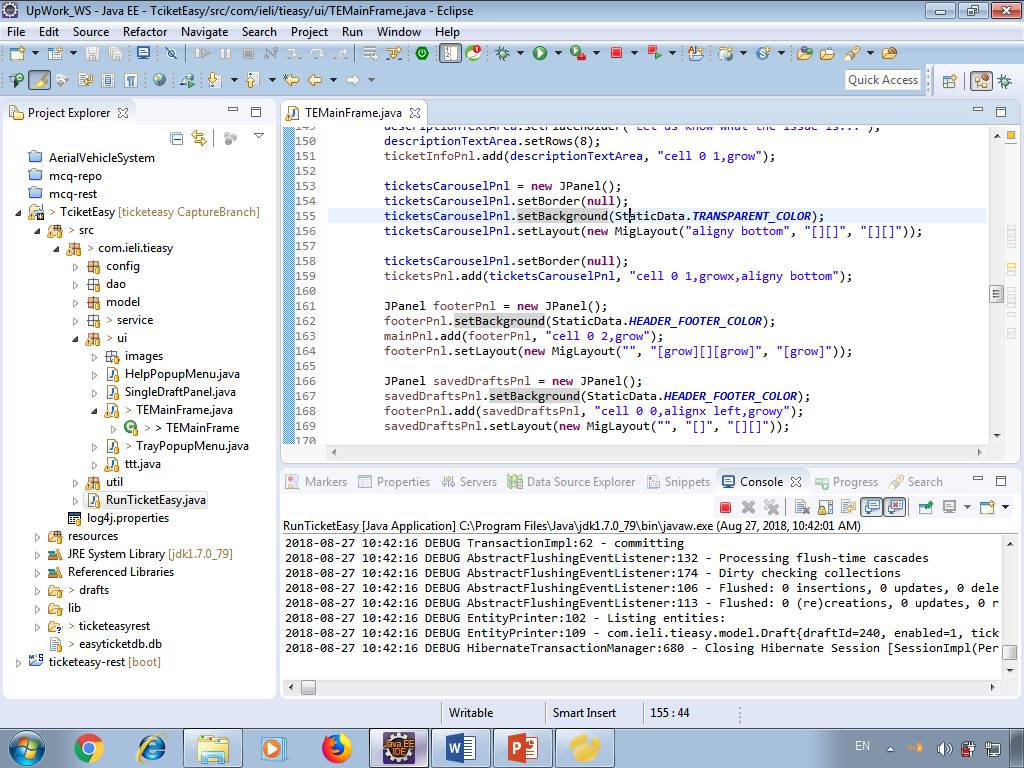 UpWork_WS - Java EE - TciketEasy/src/com/ieli/tieasy/ui/TEMainFrame.java - Eclipse
File Edit Source Refactor Navigate Search Project Run Window Help
Quick Access
Project Explorer
AerialVehicleSystem
mcq-repo
mcq-rest
> TciketEasy [ticketeasy CaptureBranch]
> src
> com.ieli.tieasy
config
dao
model
> service
> ui
images
HelpPopupMenu.java
SingleDraftPanel.java
> TEMainFrame.java
> > TEMainFrame
> TrayPopupMenu.java
ttt.java
util
RunTicketEasy.java
log4j.properties
resources
JRE System Library [jdk1.7.0_79]
Referenced Libraries
> drafts
lib
> ticketeasyrest
easyticketdb.db
ticketeasy-rest [boot]
TEMainFrame.java
149 descriptionTextArea.setPlaceholder("Let us know what the issue is...");
150 descriptionTextArea.setRows(8);
151 ticketInfoPnl.add(descriptionTextArea, "cell 0 1,grow");
152
153 ticketsCarouselPnl = new JPanel();
154 ticketsCarouselPnl.setBorder(null);
155 ticketsCarouselPnl.setBackground(StaticData.TRANSPARENT_COLOR);
156 ticketsCarouselPnl.setLayout(new MigLayout("aligny bottom", "[][]", "[][]"));
157
158 ticketsCarouselPnl.setBorder(null);
159 ticketsPnl.add(ticketsCarouselPnl, "cell 0 1,growx,aligny bottom");
160
161 JPanel footerPnl = new JPanel();
162 footerPnl.setBackground(StaticData.HEADER_FOOTER_COLOR);
163 mainPnl.add(footerPnl, "cell 0 2,grow");
164 footerPnl.setLayout(new MigLayout("", "[grow][][grow]", "[grow]"));
165
166 JPanel savedDraftsPnl = new JPanel();
167 savedDraftsPnl.setBackground(StaticData.HEADER_FOOTER_COLOR);
168 footerPnl.add(savedDraftsPnl, "cell 0 0,alignx left,growy");
169 savedDraftsPnl.setLayout(new MigLayout("", "[]", "[][]"));
170
Markers Properties Servers Data Source Explorer Snippets Console Progress Search
RunTicketEasy [Java Application] C:\Program Files\Java\jdk1.7.0_79\bin\javaw.exe (Aug 27, 2018, 10:42:01 AM)
2018-08-27 10:42:16 DEBUG TransactionImpl:62 - committing
2018-08-27 10:42:16 DEBUG AbstractFlushingEventListener:132 - Processing flush-time cascades
2018-08-27 10:42:16 DEBUG AbstractFlushingEventListener:174 - Dirty checking collections
2018-08-27 10:42:16 DEBUG AbstractFlushingEventListener:106 - Flushed: 0 insertions, 0 updates, 0 dele
2018-08-27 10:42:16 DEBUG AbstractFlushingEventListener:113 - Flushed: 0 (re)creations, 0 updates, 0 r
2018-08-27 10:42:16 DEBUG EntityPrinter:102 - Listing entities:
2018-08-27 10:42:16 DEBUG EntityPrinter:109 - com.ieli.tieasy.model.Draft{draftId=240, enabled=1, tick
2018-08-27 10:42:16 DEBUG HibernateTransactionManager:680 - Closing Hibernate Session [SessionImpl(Per
Writable Smart Insert 155 : 44
Java EE IDE
EN